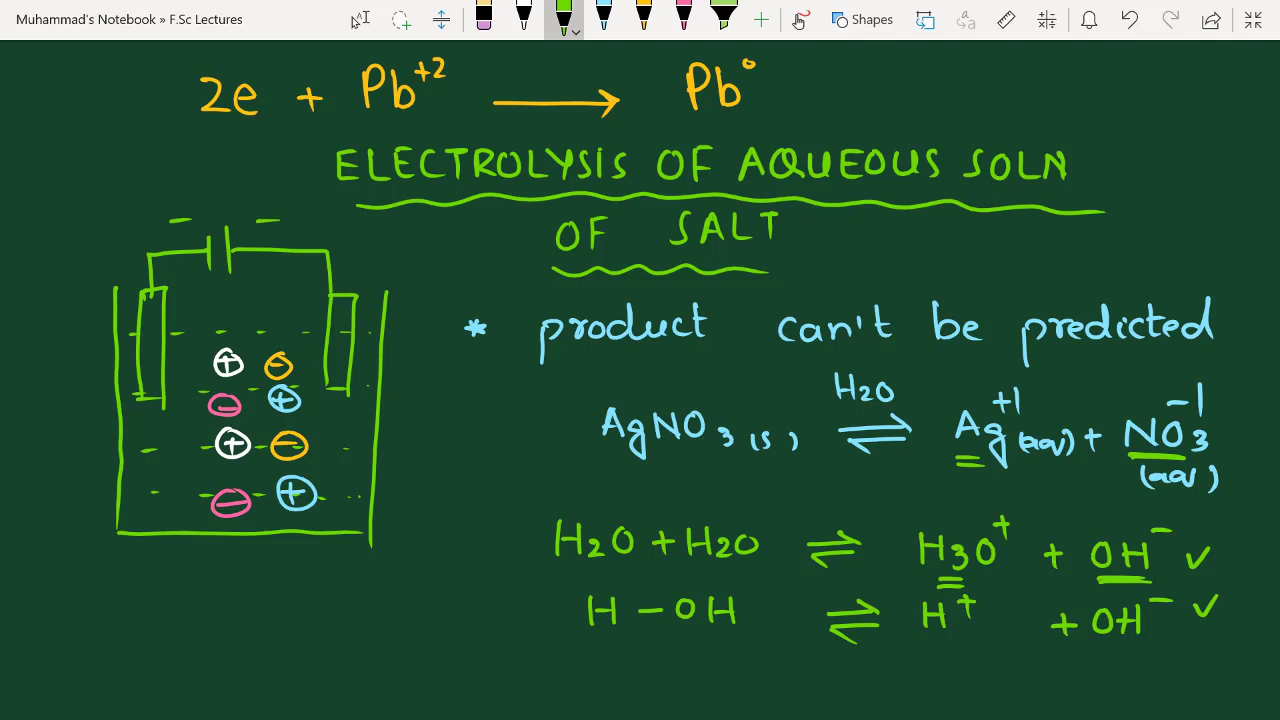 Muhammad's Notebook » F.Sc Lectures
Shapes
2e + Pb⁺² ⟶ Pb°
ELECTROLYSIS OF AQUEOUS SOLN
OF SALT
* product can't be predicted
AgNO₃(s) ⇌ Ag⁺¹(aq) + NO₃⁻¹(aq)
H₂O
H₂O + H₂O ⇌ H₃O⁺ + OH⁻ ✓
H – OH ⇌ H⁺ + OH⁻ ✓